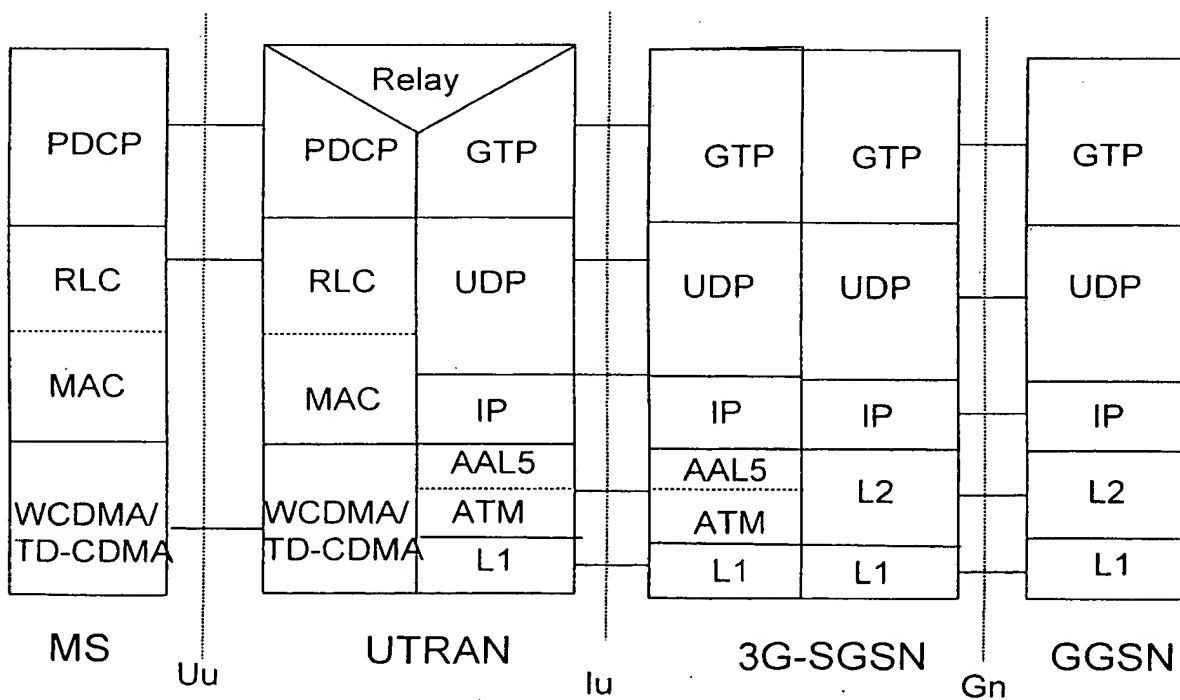 Relay
PDCP
PDCP
GTP
GTP
GTP
GTP
RLC
RLC
UDP
UDP
UDP
UDP
MAC
MAC
IP
IP
IP
IP
AAL5
AAL5
L2
L2
WCDMA/
TD-CDMA
WCDMA/
TD-CDMA
ATM
ATM
L1
L1
L1
L1
MS
UTRAN
3G-SGSN
GGSN
Uu
Iu
Gn